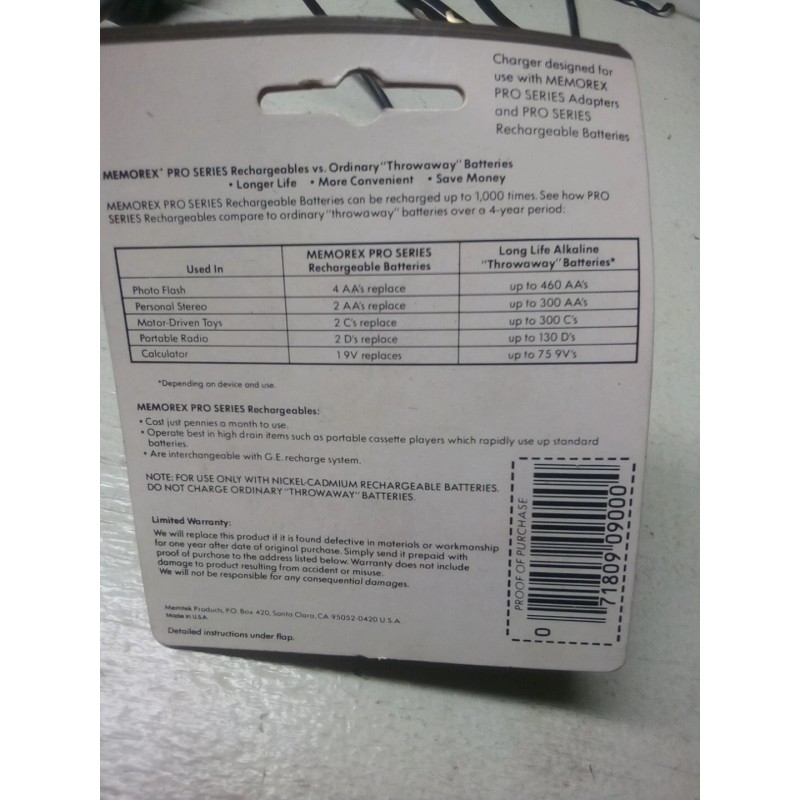 Charger designed for
use with MEMOREX
PRO SERIES Adapters
and PRO SERIES
Rechargeable Batteries
MEMOREX® PRO SERIES Rechargeables vs. Ordinary "Throwaway" Batteries
• Longer Life • More Convenient • Save Money
MEMOREX PRO SERIES Rechargeable Batteries can be recharged up to 1,000 times. See how PRO
SERIES Rechargeables compare to ordinary "throwaway" batteries over a 4-year period:
Used In MEMOREX PRO SERIES Rechargeable Batteries Long Life Alkaline "Throwaway" Batteries*
Photo Flash 4 AA's replace up to 460 AA's
Personal Stereo 2 AA's replace up to 300 AA's
Motor-Driven Toys 2 C's replace up to 300 C's
Portable Radio 2 D's replace up to 130 D's
Calculator 1 9V replaces up to 75 9V's
*Depending on device and use.
MEMOREX PRO SERIES Rechargeables:
• Cost just pennies a month to use.
• Operate best in high drain items such as portable cassette players which rapidly use up standard
batteries.
• Are interchangeable with G.E. recharge system.
NOTE: FOR USE ONLY WITH NICKEL-CADMIUM RECHARGEABLE BATTERIES.
DO NOT CHARGE ORDINARY "THROWAWAY" BATTERIES.
Limited Warranty:
We will replace this product if it is found defective in materials or workmanship
for one year after date of original purchase. Simply send it prepaid with
proof of purchase to the address listed below. Warranty does not include
damage to product resulting from accident or misuse.
We will not be responsible for any consequential damages.
Memtek Products, P.O. Box 420, Santa Clara, CA 95052-0420 U.S.A.
Made in U.S.A.
Detailed instructions under flap.
PROOF OF PURCHASE
0 71809 09000